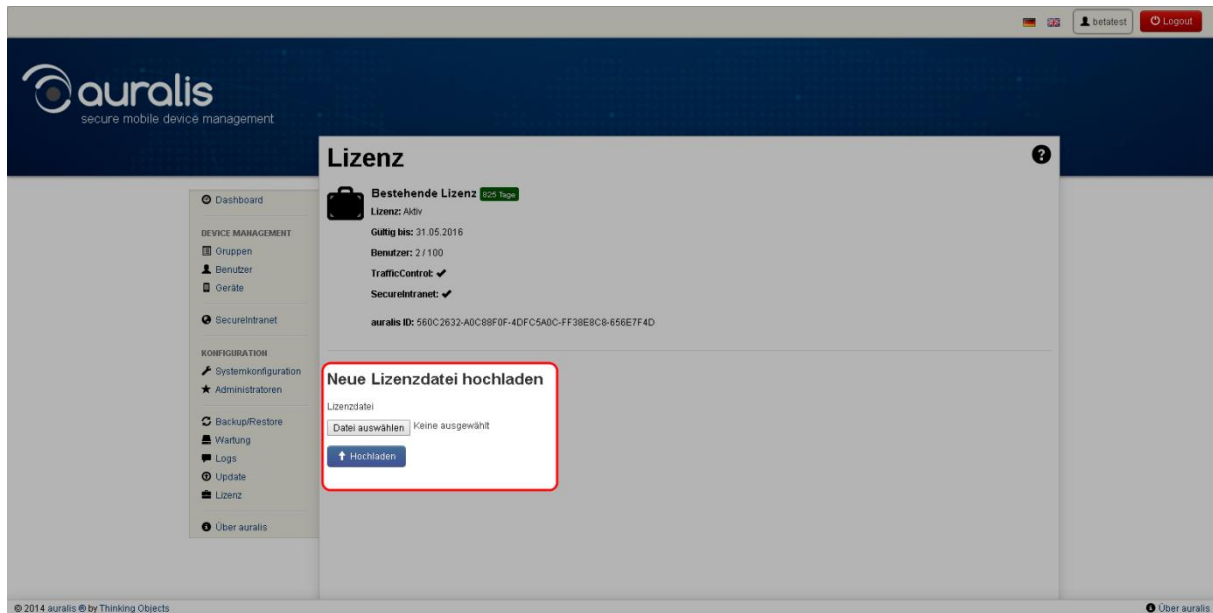 betatest
Logout
auralis
secure mobile device management
Lizenz
Dashboard
DEVICE MANAGEMENT
Gruppen
Benutzer
Geräte
SecureIntranet
KONFIGURATION
Systemkonfiguration
Administratoren
Backup/Restore
Wartung
Logs
Update
Lizenz
Über auralis
Bestehende Lizenz 825 Tage
Lizenz: Aktiv
Gültig bis: 31.05.2016
Benutzer: 2 / 100
TrafficControl: ✔
SecureIntranet: ✔
auralis ID: 560C2632-A0C88F0F-4DFC5A0C-FF38E8C8-656E7F4D
Neue Lizenzdatei hochladen
Lizenzdatei
Datei auswählen Keine ausgewählt
Hochladen
© 2014 auralis ® by Thinking Objects
Über auralis